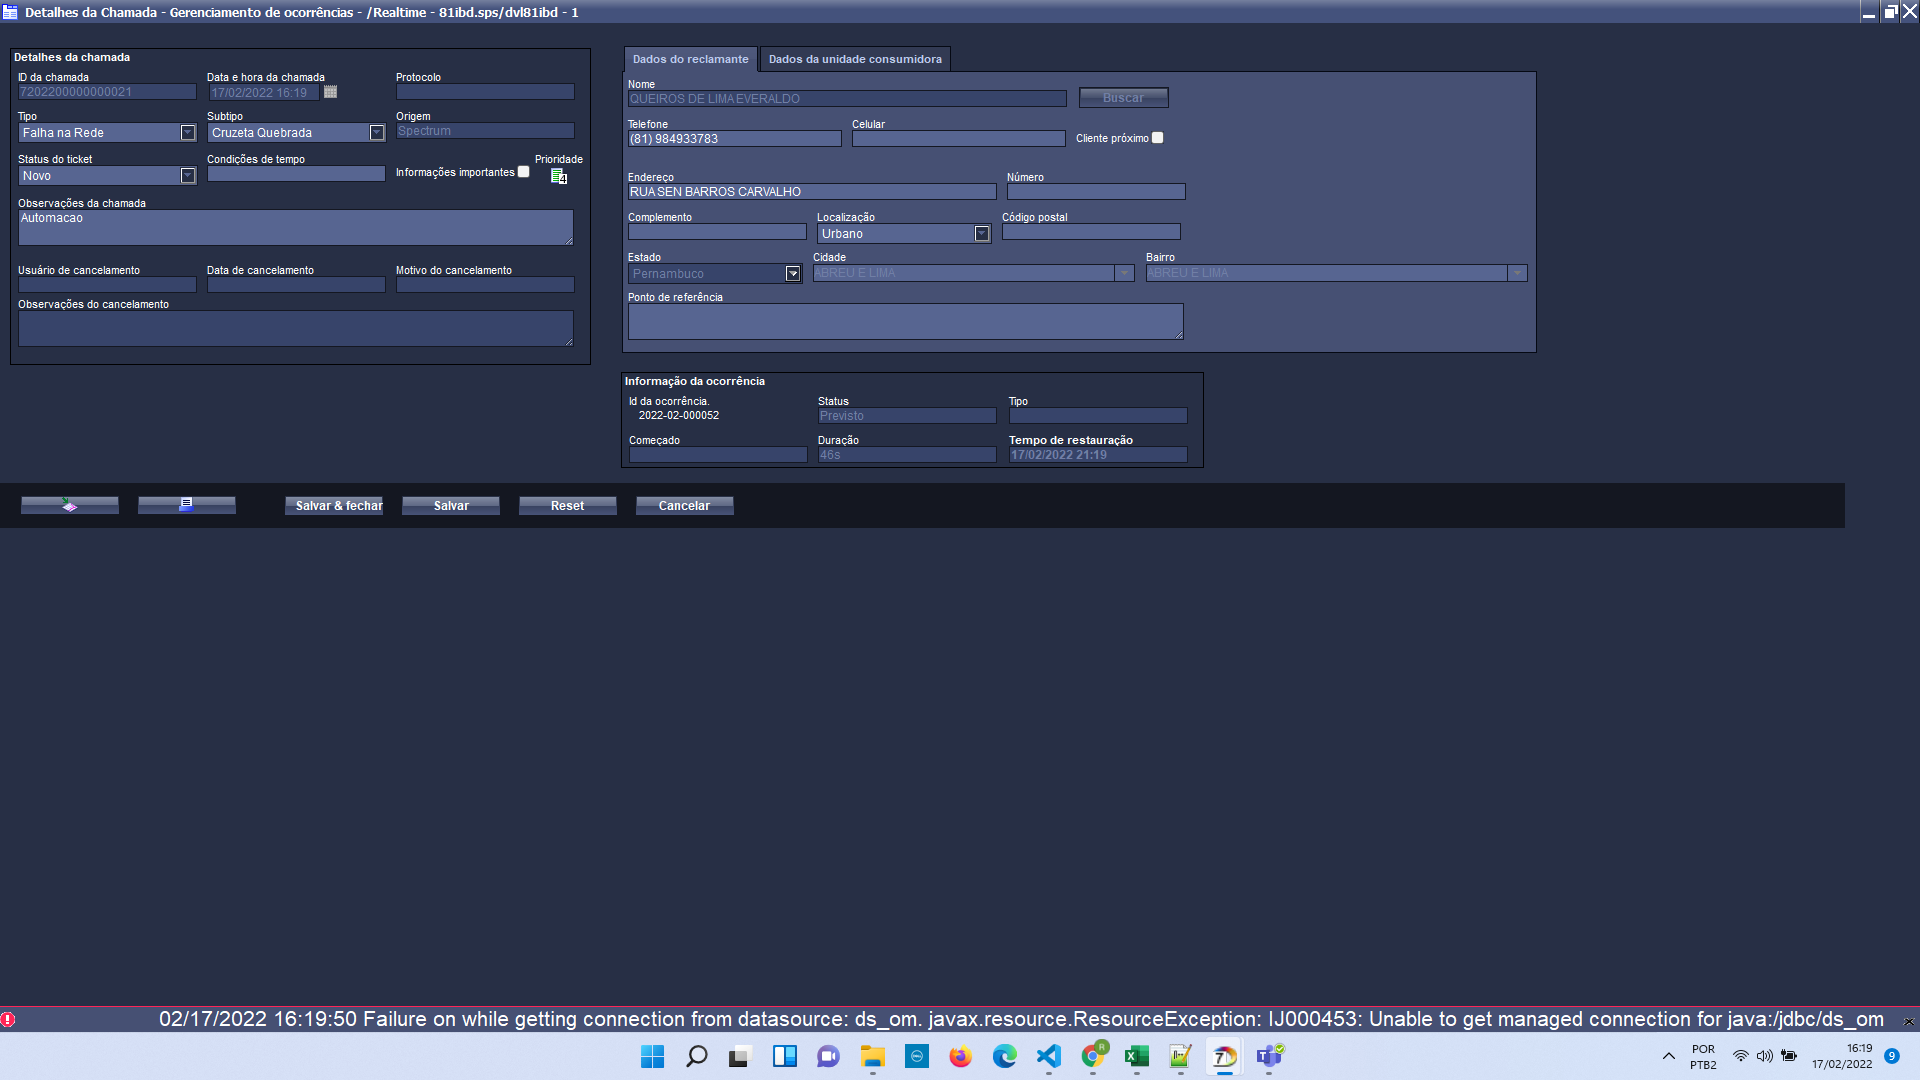 Detalhes da Chamada - Gerenciamento de ocorrências - /Realtime - 81ibd.sps/dvl81ibd - 1
Detalhes da chamada
ID da chamada
Data e hora da chamada
Protocolo
7202200000000021
17/02/2022 16:19
Tipo
Subtipo
Origem
Falha na Rede
Cruzeta Quebrada
Spectrum
Status do ticket
Condições de tempo
Informações importantes
Prioridade
Novo
4
Observações da chamada
Automacao
Usuário de cancelamento
Data de cancelamento
Motivo do cancelamento
Observações do cancelamento
Dados do reclamante
Dados da unidade consumidora
Nome
QUEIROS DE LIMA EVERALDO
Buscar
Telefone
Celular
(81) 984933783
Cliente próximo
Endereço
Número
RUA SEN BARROS CARVALHO
Complemento
Localização
Código postal
Urbano
Estado
Cidade
Bairro
Pernambuco
ABREU E LIMA
ABREU E LIMA
Ponto de referência
Informação da ocorrência
Id da ocorrência.
Status
Tipo
2022-02-000052
Previsto
Começado
Duração
Tempo de restauração
46s
17/02/2022 21:19
Salvar & fechar
Salvar
Reset
Cancelar
02/17/2022 16:19:50 Failure on while getting connection from datasource: ds_om. javax.resource.ResourceException: IJ000453: Unable to get managed connection for java:/jdbc/ds_om
POR
PTB2
16:19
17/02/2022
9